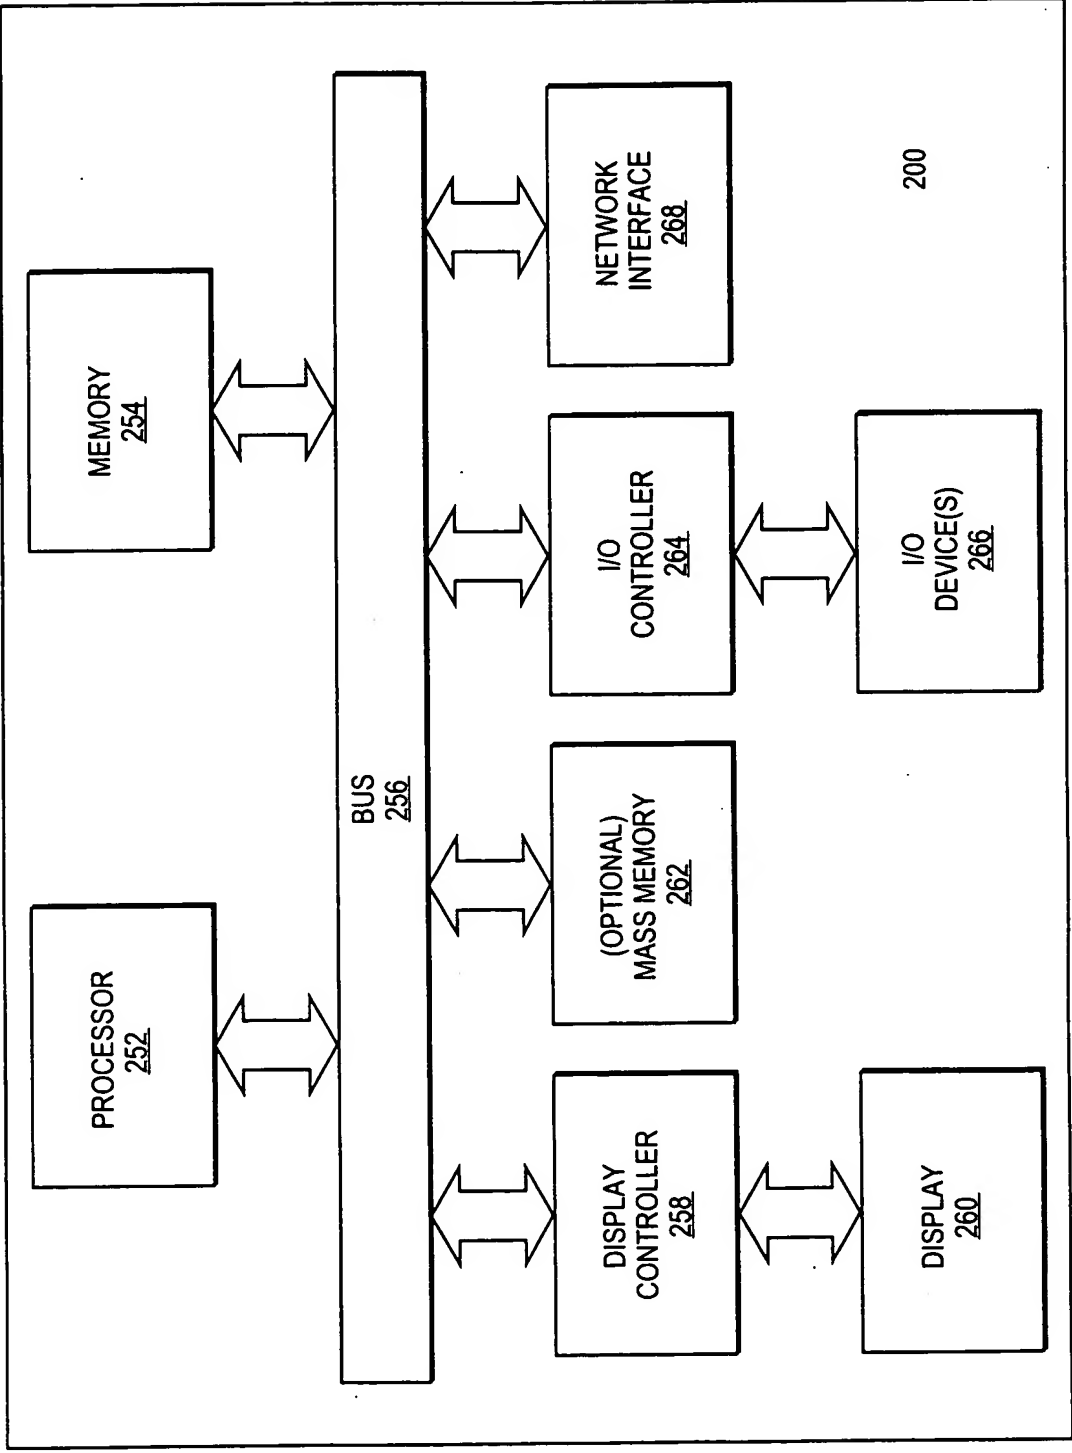 PROCESSOR
252
MEMORY
254
BUS
256
DISPLAY
CONTROLLER
258
(OPTIONAL)
MASS MEMORY
262
I/O
CONTROLLER
264
NETWORK
INTERFACE
268
DISPLAY
260
I/O
DEVICE(S)
266
200